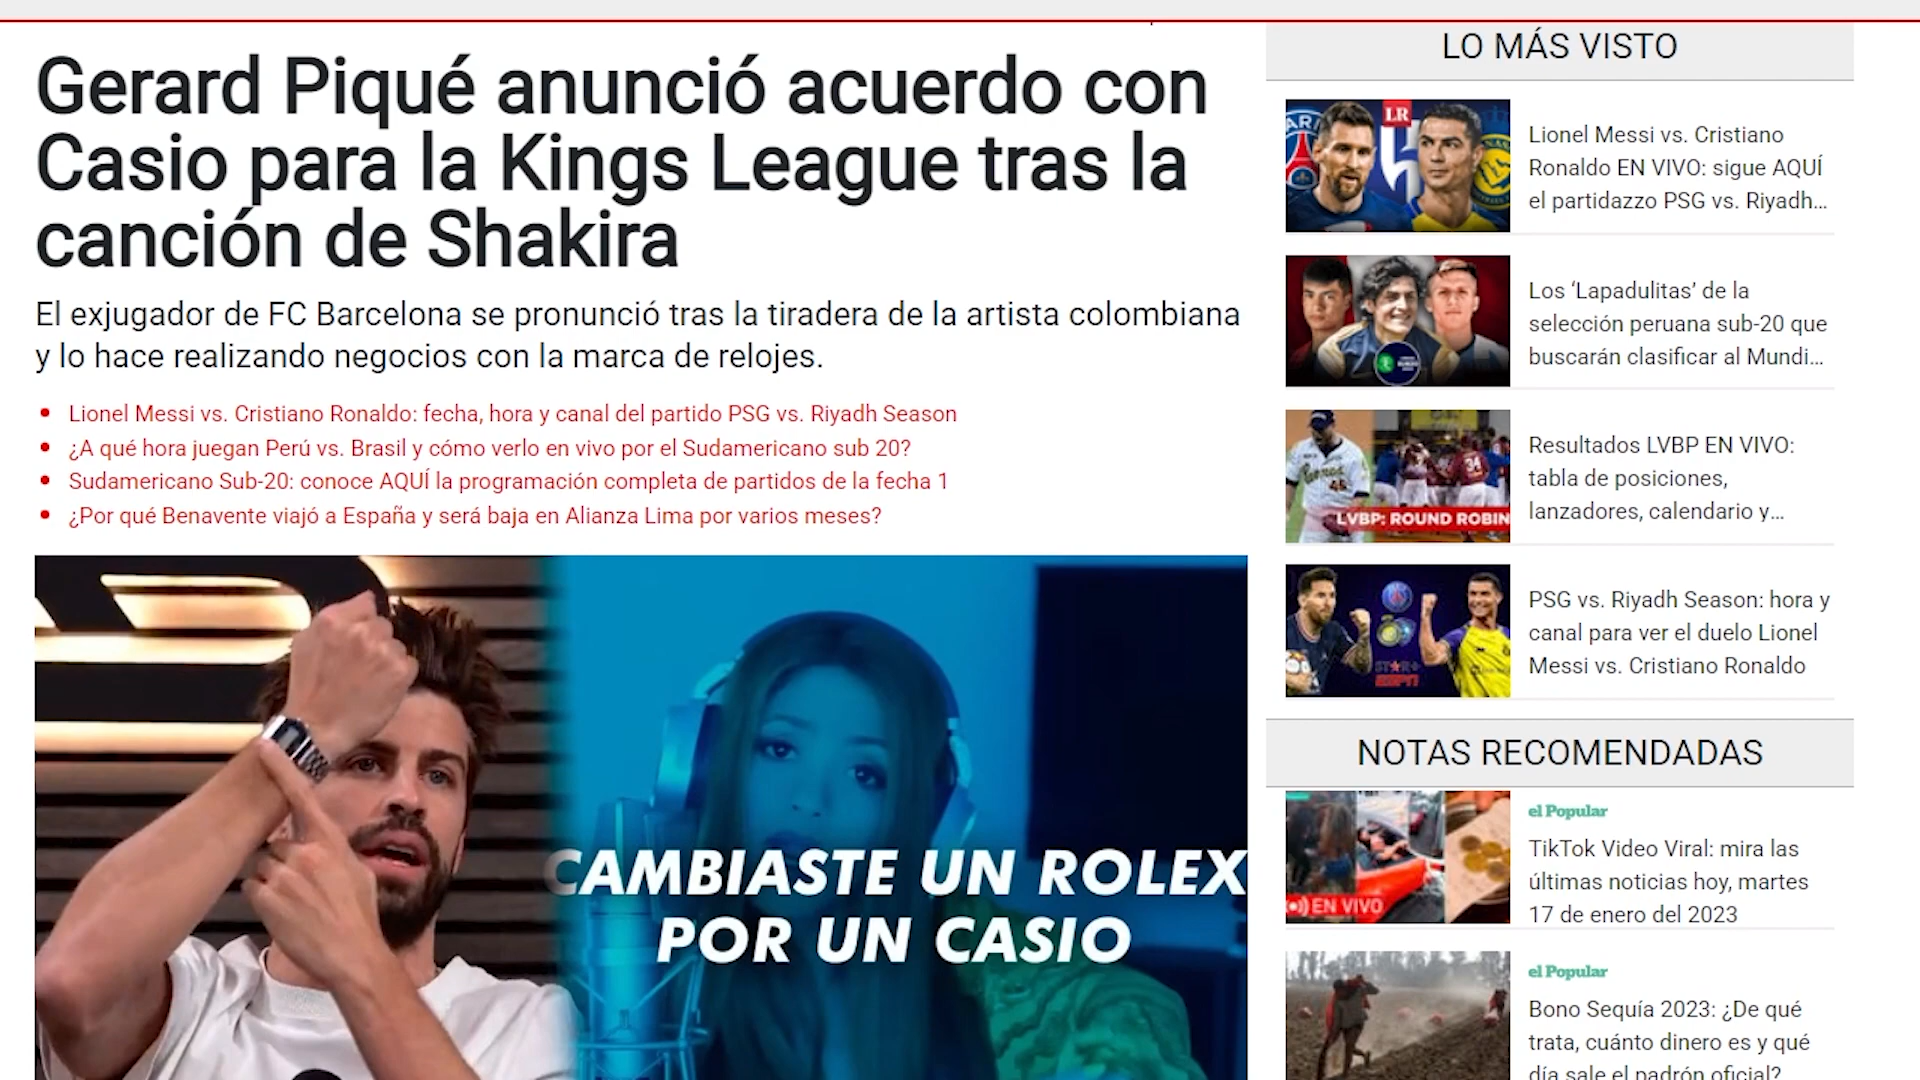 Gerard Piqué anunció acuerdo con
Casio para la Kings League tras la
canción de Shakira
El exjugador de FC Barcelona se pronunció tras la tiradera de la artista colombiana
y lo hace realizando negocios con la marca de relojes.
Lionel Messi vs. Cristiano Ronaldo: fecha, hora y canal del partido PSG vs. Riyadh Season
¿A qué hora juegan Perú vs. Brasil y cómo verlo en vivo por el Sudamericano sub 20?
Sudamericano Sub-20: conoce AQUÍ la programación completa de partidos de la fecha 1
¿Por qué Benavente viajó a España y será baja en Alianza Lima por varios meses?
CAMBIASTE UN ROLEX
POR UN CASIO
LO MÁS VISTO
LR
Lionel Messi vs. Cristiano
Ronaldo EN VIVO: sigue AQUÍ
el partidazzo PSG vs. Riyadh...
Los ‘Lapadulitas’ de la
selección peruana sub-20 que
buscarán clasificar al Mundi...
LVBP: ROUND ROBIN
Resultados LVBP EN VIVO:
tabla de posiciones,
lanzadores, calendario y...
STAR+
ESPN
PSG vs. Riyadh Season: hora y
canal para ver el duelo Lionel
Messi vs. Cristiano Ronaldo
NOTAS RECOMENDADAS
EN VIVO
el Popular
TikTok Video Viral: mira las
últimas noticias hoy, martes
17 de enero del 2023
el Popular
Bono Sequía 2023: ¿De qué
trata, cuánto dinero es y qué
día sale el padrón oficial?